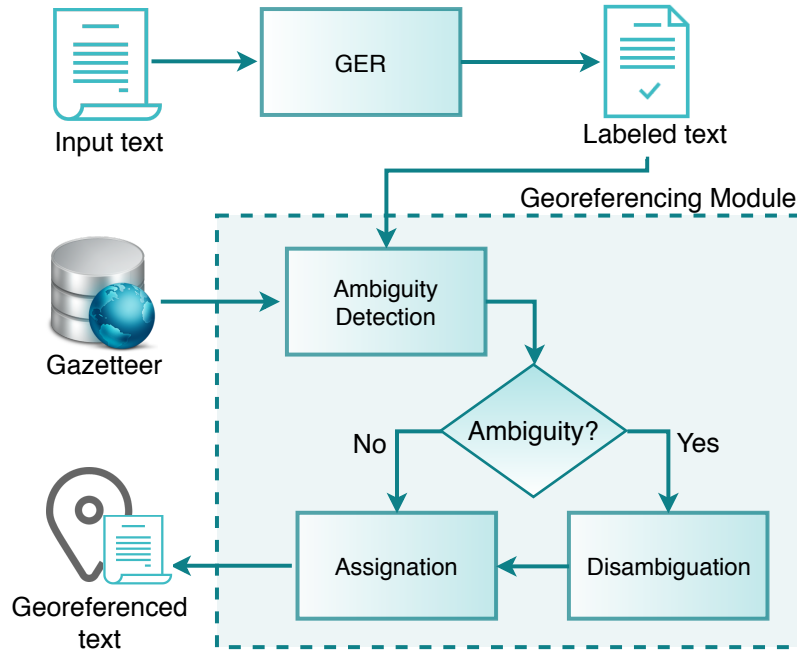 GER
Input text
Labeled text
Georeferencing Module
Ambiguity
Detection
Gazetteer
Ambiguity?
No
Yes
Assignation
Disambiguation
Georeferenced
text